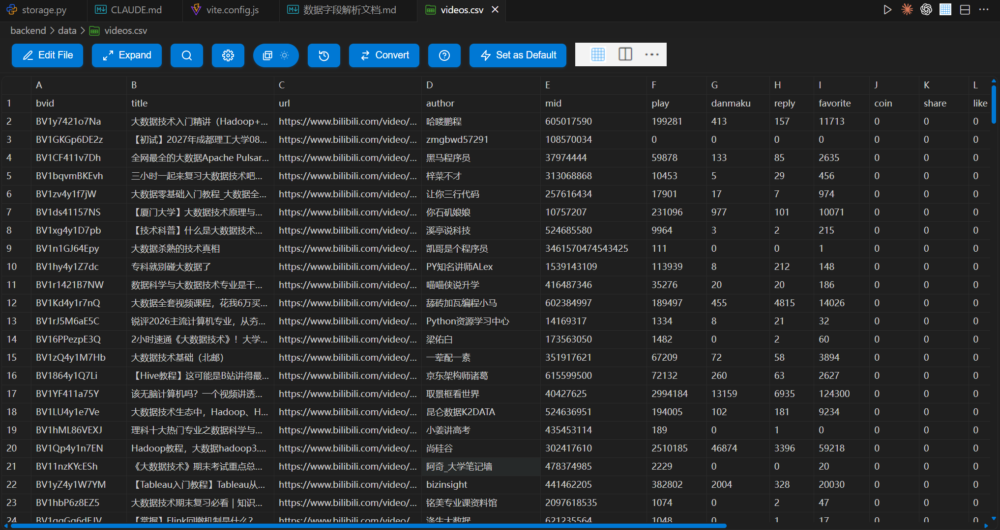 storage.py CLAUDE.md vite.config.js 数据字段解析文档.md videos.csv
backend > data > videos.csv
Edit File Expand Convert Set as Default
A B C D E F G H I J K L
1 bvid title url author mid play danmaku reply favorite coin share like
2 BV1y7421o7Na 大数据技术入门精讲（Hadoop+... https://www.bilibili.com/video/... 哈喽鹏程 605017590 199281 413 157 11713 0 0 0
3 BV1GKGp6DE2z 【初试】2027年成都理工大学08... https://www.bilibili.com/video/... zmgbwd57291 108570034 0 0 0 0 0 0 0
4 BV1CF411v7Dh 全网最全的大数据Apache Pulsar... https://www.bilibili.com/video/... 黑马程序员 37974444 59878 133 85 2635 0 0 0
5 BV1bqvmBKEvh 三小时一起来复习大数据技术吧... https://www.bilibili.com/video/... 梓菜不才 313068868 10453 5 29 456 0 0 0
6 BV1zv4y1f7jW 大数据零基础入门教程_大数据全... https://www.bilibili.com/video/... 让你三行代码 257616434 17901 17 7 974 0 0 0
7 BV1ds41157NS 【厦门大学】大数据技术原理与... https://www.bilibili.com/video/... 你石矶娘娘 10757207 231096 977 101 10071 0 0 0
8 BV1xg4y1D7pb 【技术科普】什么是大数据技术... https://www.bilibili.com/video/... 溪亭说科技 524685580 9964 3 2 215 0 0 0
9 BV1n1GJ64Epy 大数据杀熟的技术真相 https://www.bilibili.com/video/... 凯哥是个程序员 3461570474543425 111 0 0 1 0 0 0
10 BV1hy4y1Z7dc 专科就别碰大数据了 https://www.bilibili.com/video/... PY知名讲师ALex 1539143109 113939 8 212 148 0 0 0
11 BV1r1421B7NW 数据科学与大数据技术专业是干... https://www.bilibili.com/video/... 喵喵侠说升学 416487346 35276 20 20 186 0 0 0
12 BV1Kd4y1r7nQ 大数据全套视频课程，花我6万买... https://www.bilibili.com/video/... 舔砖加瓦编程小马 602384997 189497 455 4815 14026 0 0 0
13 BV1rJ5M6aE5C 锐评2026主流计算机专业，从夯... https://www.bilibili.com/video/... Python资源学习中心 14169317 1334 8 21 32 0 0 0
14 BV16PPezpE3Q 2小时速通《大数据技术》！大学... https://www.bilibili.com/video/... 梁佑白 173563050 1482 0 2 60 0 0 0
15 BV1zQ4y1M7Hb 大数据技术基础（北邮） https://www.bilibili.com/video/... 一荤配一素 351917621 67209 72 58 3894 0 0 0
16 BV1864y1Q7Li 【Hive教程】这可能是B站讲得最... https://www.bilibili.com/video/... 京东架构师诸葛 615599500 72132 260 63 2627 0 0 0
17 BV1YF411a75Y 该无脑计算机吗？一个视频讲透... https://www.bilibili.com/video/... 取景框看世界 40427625 2994184 13159 6935 124300 0 0 0
18 BV1LU4y1e7Ve 大数据技术生态中，Hadoop、H... https://www.bilibili.com/video/... 昆仑数据K2DATA 524636951 194005 102 181 9234 0 0 0
19 BV1hML86VEXJ 理科十大热门专业之数据科学与... https://www.bilibili.com/video/... 小姜讲高考 435453114 189 0 1 0 0 0 0
20 BV1Qp4y1n7EN Hadoop教程，大数据hadoop3.... https://www.bilibili.com/video/... 尚硅谷 302417610 2510185 46874 3396 59218 0 0 0
21 BV11nzKYcESh 《大数据技术》期末考试重点总... https://www.bilibili.com/video/... 阿奇_大学笔记墙 478374985 2229 0 0 20 0 0 0
22 BV1yZ4y1W7YM 【Tableau入门教程】Tableau从... https://www.bilibili.com/video/... bizinsight 441462205 382802 2004 328 20030 0 0 0
23 BV1hbP6z8EZ5 大数据技术期末复习必看 | 知识... https://www.bilibili.com/video/... 铭美专业课资料馆 2097618535 1074 0 2 47 0 0 0
24 【掌握】Flink回撤机制是什么？ https://www.bilibili.com/video/... 涤生大数据 621235564 1048 0 1 17 0 0 0